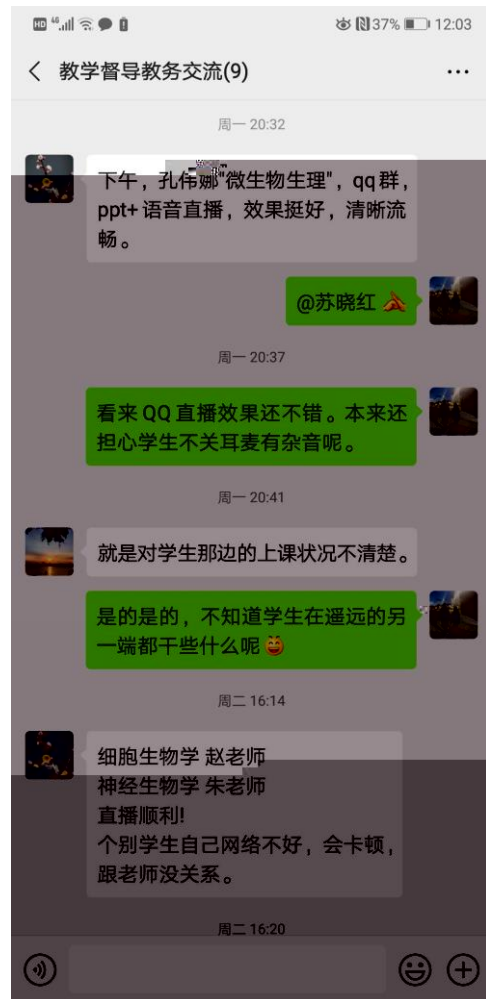 HD 46 37% 12:03
教学督导教务交流(9)
周一 20:32
下午，孔伟娜"微生物生理"，qq群，
ppt+语音直播，效果挺好，清晰流
畅。
@苏晓红
周一 20:37
看来QQ直播效果还不错。本来还
担心学生不关耳麦有杂音呢。
周一 20:41
就是对学生那边的上课状况不清楚。
是的是的，不知道学生在遥远的另
一端都干些什么呢
周二 16:14
细胞生物学 赵老师
神经生物学 朱老师
直播顺利!
个别学生自己网络不好，会卡顿，
跟老师没关系。
周二 16:20